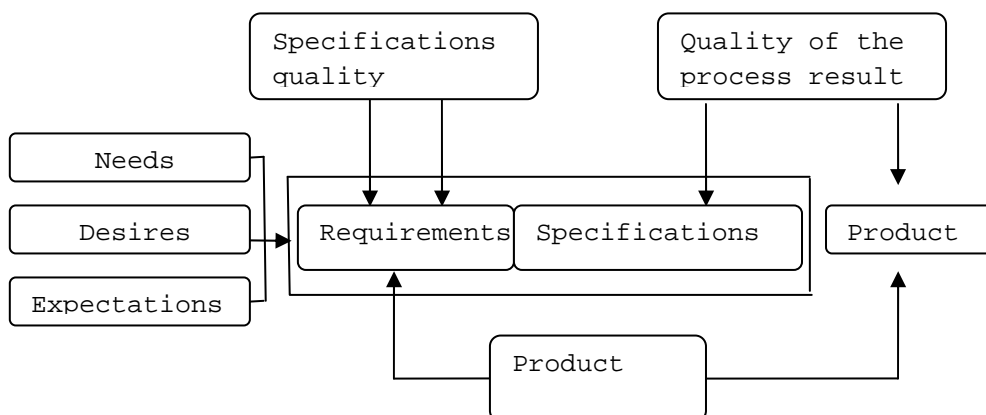 Specifications
quality
Quality of the
process result
Needs
Desires
Expectations
Requirements
Specifications
Product
Product